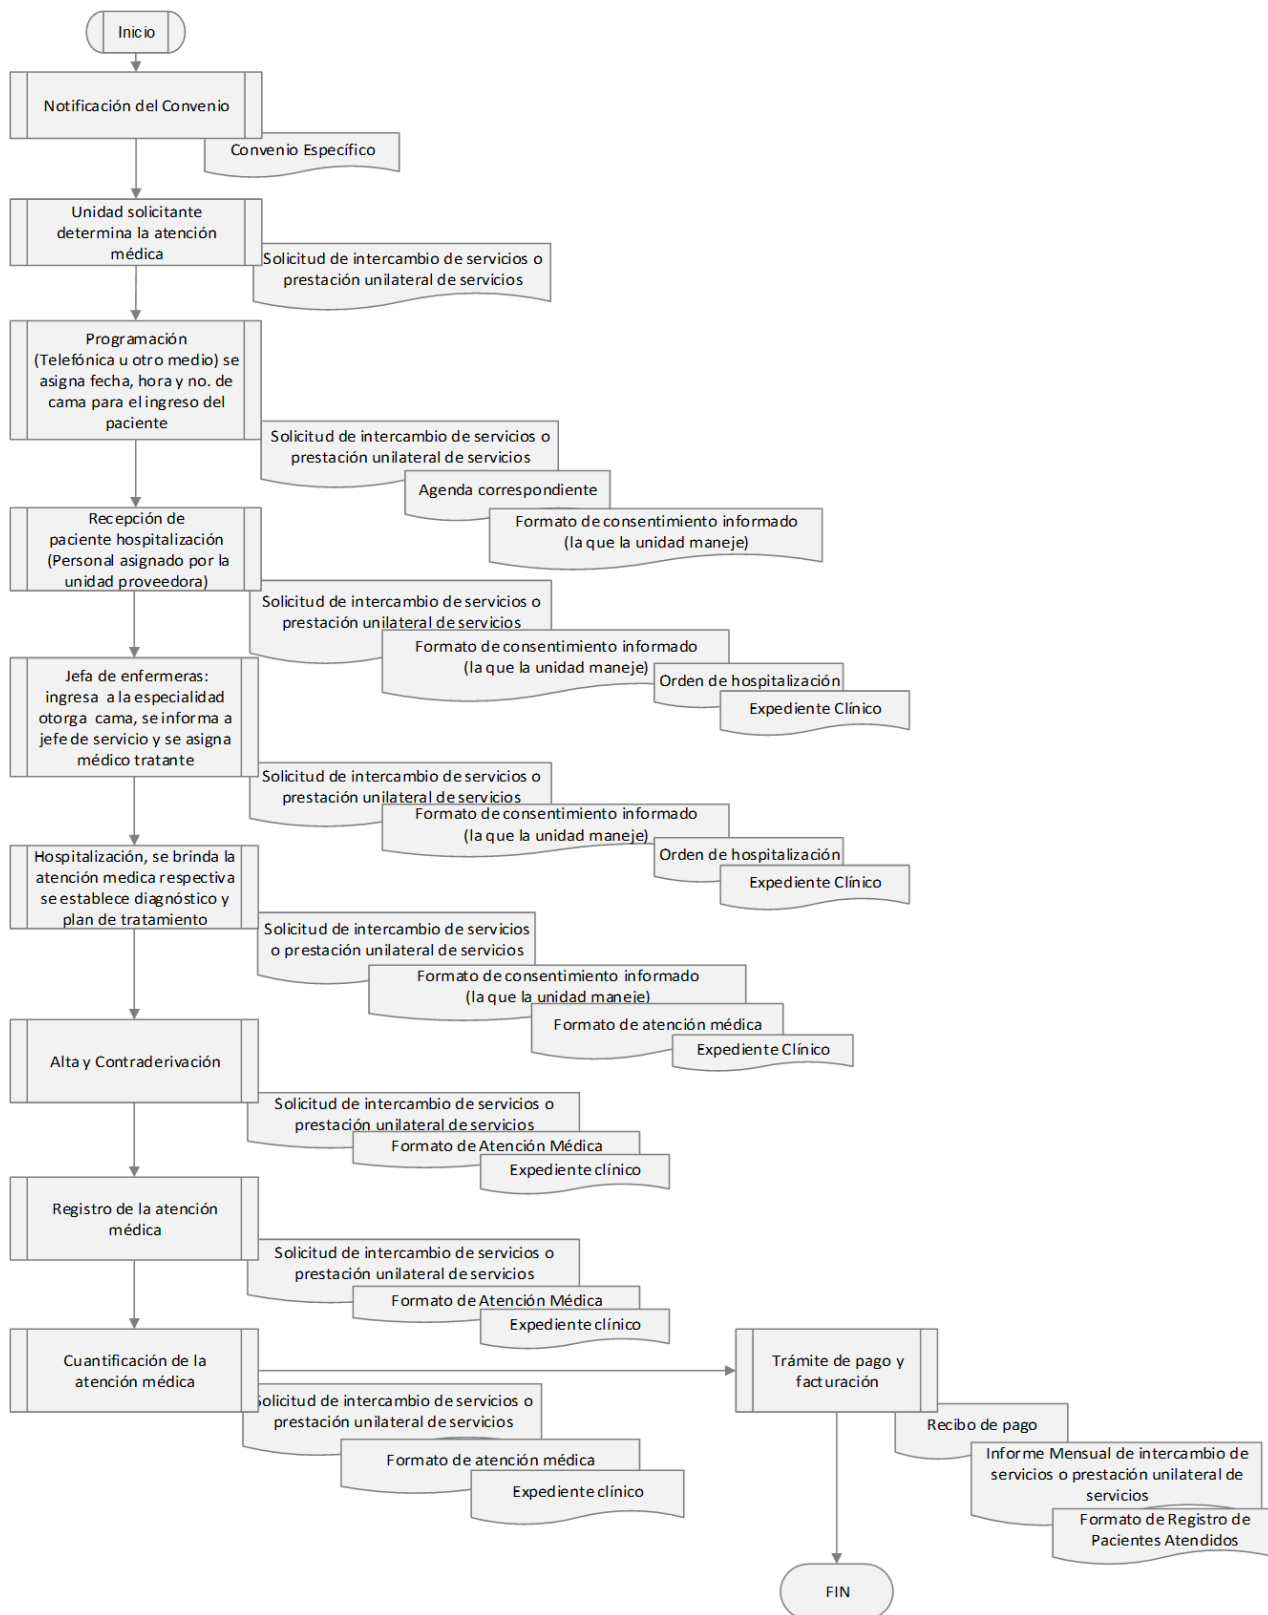 Inicio
Notificación del Convenio
Convenio Específico
Unidad solicitante
determina la atención
médica
Solicitud de intercambio de servicios o
prestación unilateral de servicios
Programación
(Telefónica u otro medio) se
asigna fecha, hora y no. de
cama para el ingreso del
paciente
Solicitud de intercambio de servicios o
prestación unilateral de servicios
Agenda correspondiente
Formato de consentimiento informado
(la que la unidad maneje)
Recepción de
paciente hospitalización
(Personal asignado por la
unidad proveedora)
Solicitud de intercambio de servicios o
prestación unilateral de servicios
Formato de consentimiento informado
(la que la unidad maneje)
Orden de hospitalización
Expediente Clínico
Jefa de enfermeras:
ingresa a la especialidad
otorga cama, se informa a
jefe de servicio y se asigna
médico tratante
Solicitud de intercambio de servicios o
prestación unilateral de servicios
Formato de consentimiento informado
(la que la unidad maneje)
Orden de hospitalización
Expediente Clínico
Hospitalización, se brinda la
atención medica respectiva
se establece diagnóstico y
plan de tratamiento
Solicitud de intercambio de servicios
o prestación unilateral de servicios
Formato de consentimiento informado
(la que la unidad maneje)
Formato de atención médica
Expediente Clínico
Alta y Contraderivación
Solicitud de intercambio de servicios o
prestación unilateral de servicios
Formato de Atención Médica
Expediente clínico
Registro de la atención
médica
Solicitud de intercambio de servicios o
prestación unilateral de servicios
Formato de Atención Médica
Expediente clínico
Cuantificación de la
atención médica
Solicitud de intercambio de servicios o
prestación unilateral de servicios
Formato de atención médica
Expediente clínico
Trámite de pago y
facturación
Recibo de pago
Informe Mensual de intercambio de
servicios o prestación unilateral de
servicios
Formato de Registro de
Pacientes Atendidos
FIN